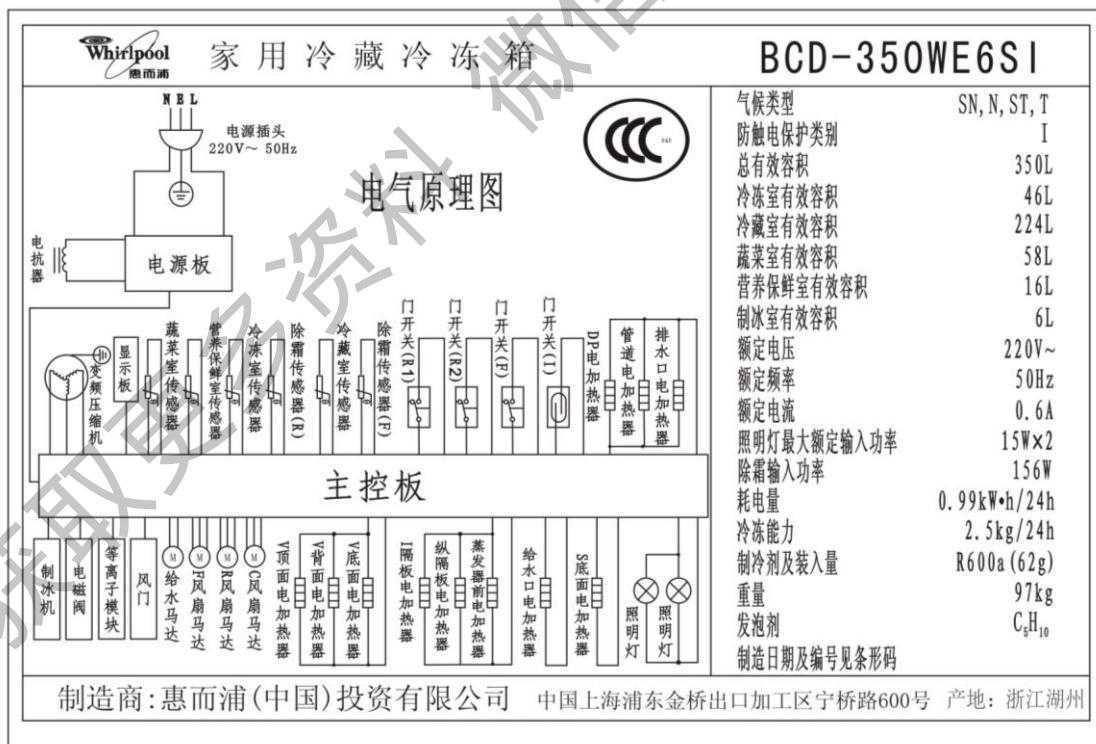 Whirlpool
惠而浦
家用冷藏冷冻箱
BCD-350WE6SI
N E L
电源插头
220V~ 50Hz
电气原理图
CCC
S&E
电抗器
电源板
变频压缩机
显示板
蔬菜室传感器
营养保鲜室传感器
冷冻室传感器
除霜传感器(R)
冷藏室传感器
除霜传感器(F)
门开关(R1)
门开关(R2)
门开关(F)
门开关(I)
DP电加热器
管道电加热器
排水口电加热器
主控板
制冰机
电磁阀
等离子模块
风门
M
给水马达
M
F风扇马达
M
R风扇马达
M
C风扇马达
V顶面电加热器
V背面电加热器
V底面电加热器
I隔板电加热器
纵隔板电加热器
蒸发器前电加热器
给水口电加热器
S底面电加热器
照明灯
照明灯
气候类型 SN, N, ST, T
防触电保护类别 I
总有效容积 350L
冷冻室有效容积 46L
冷藏室有效容积 224L
蔬菜室有效容积 58L
营养保鲜室有效容积 16L
制冰室有效容积 6L
额定电压 220V~
额定频率 50Hz
额定电流 0.6A
照明灯最大额定输入功率 15W×2
除霜输入功率 156W
耗电量 0.99kW•h/24h
冷冻能力 2.5kg/24h
制冷剂及装入量 R600a(62g)
重量 97kg
发泡剂 C₅H₁₀
制造日期及编号见条形码
制造商:惠而浦(中国)投资有限公司 中国上海浦东金桥出口加工区宁桥路600号 产地: 浙江湖州
获取更多资料 微信